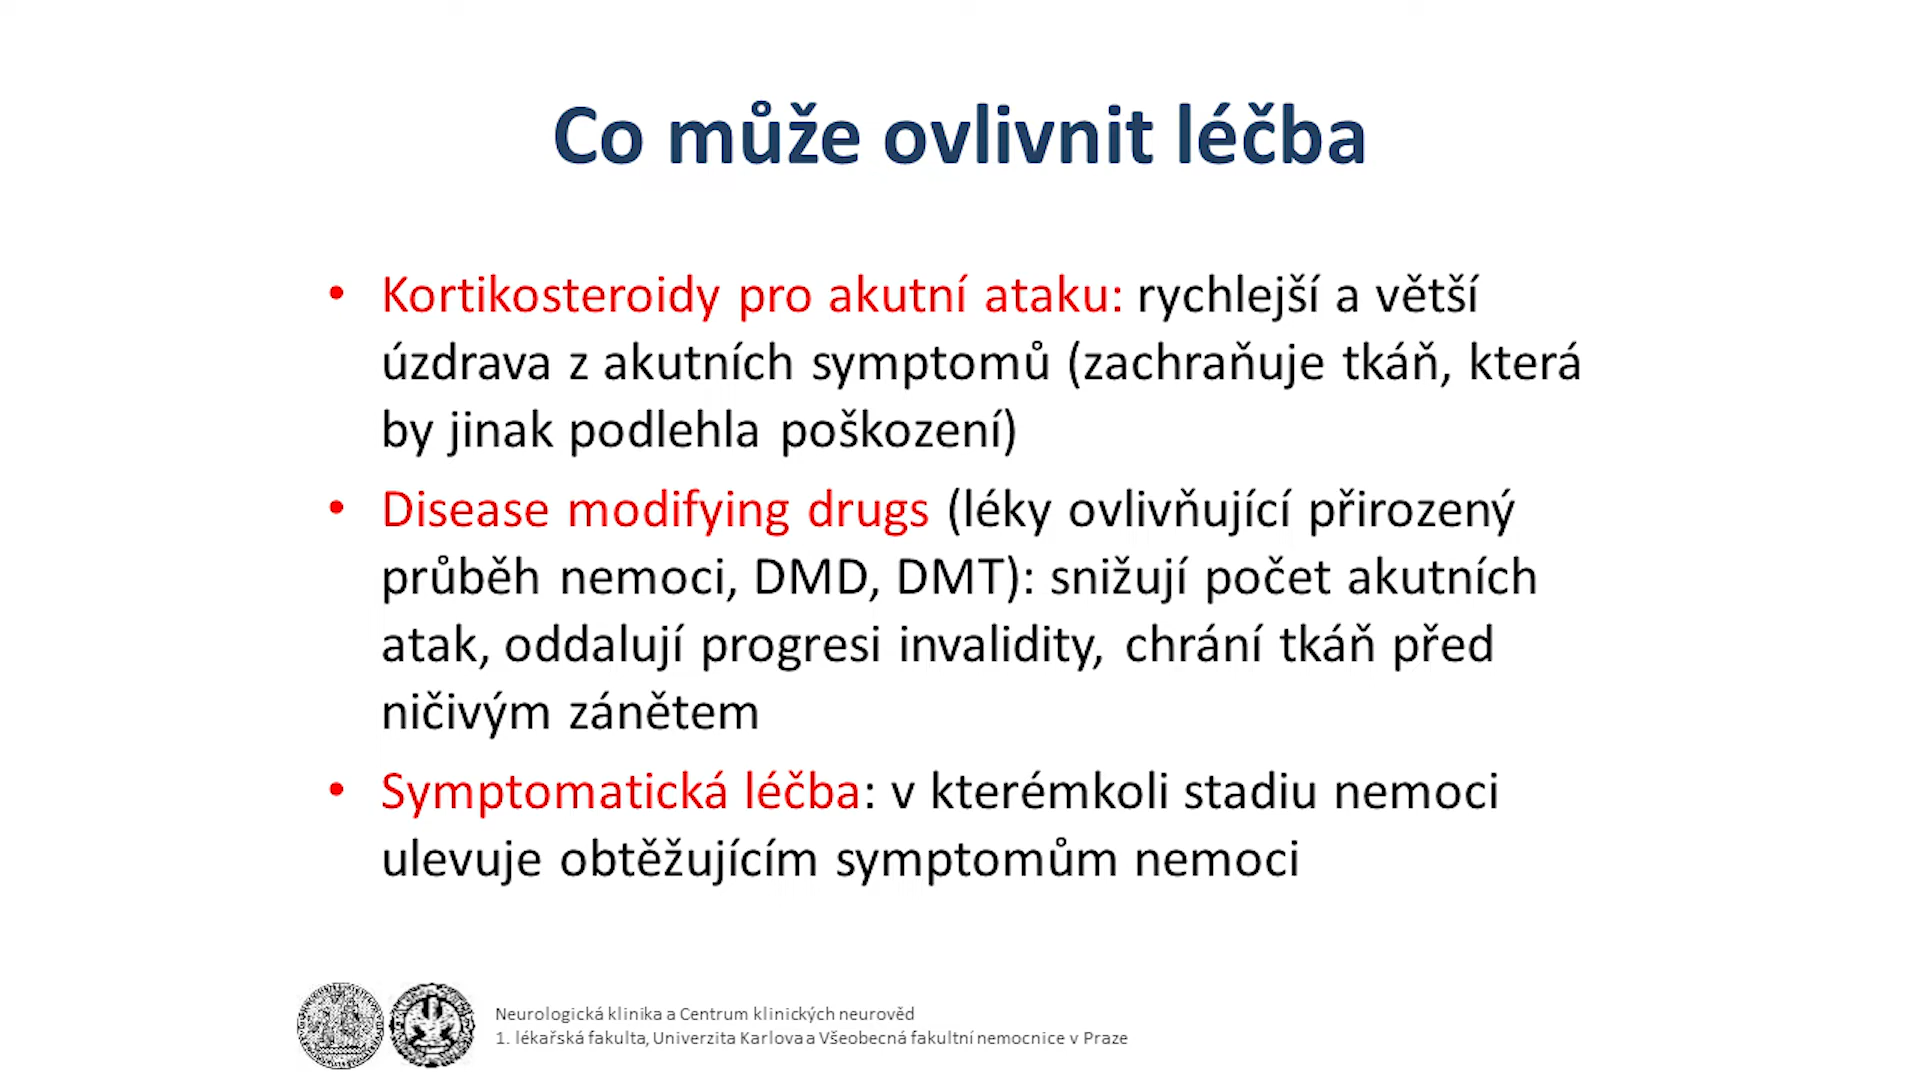 Co může ovlivnit léčba
• Kortikosteroidy pro akutní ataku: rychlejší a větší
úzdrava z akutních symptomů (zachraňuje tkáň, která
by jinak podlehla poškození)
• Disease modifying drugs (léky ovlivňující přirozený
průběh nemoci, DMD, DMT): snižují počet akutních
atak, oddalují progresi invalidity, chrání tkáň před
ničivým zánětem
• Symptomatická léčba: v kterémkoli stadiu nemoci
ulevuje obtěžujícím symptomům nemoci
Neurologická klinika a Centrum klinických neurověd
1. lékařská fakulta, Univerzita Karlova a Všeobecná fakultní nemocnice v Praze